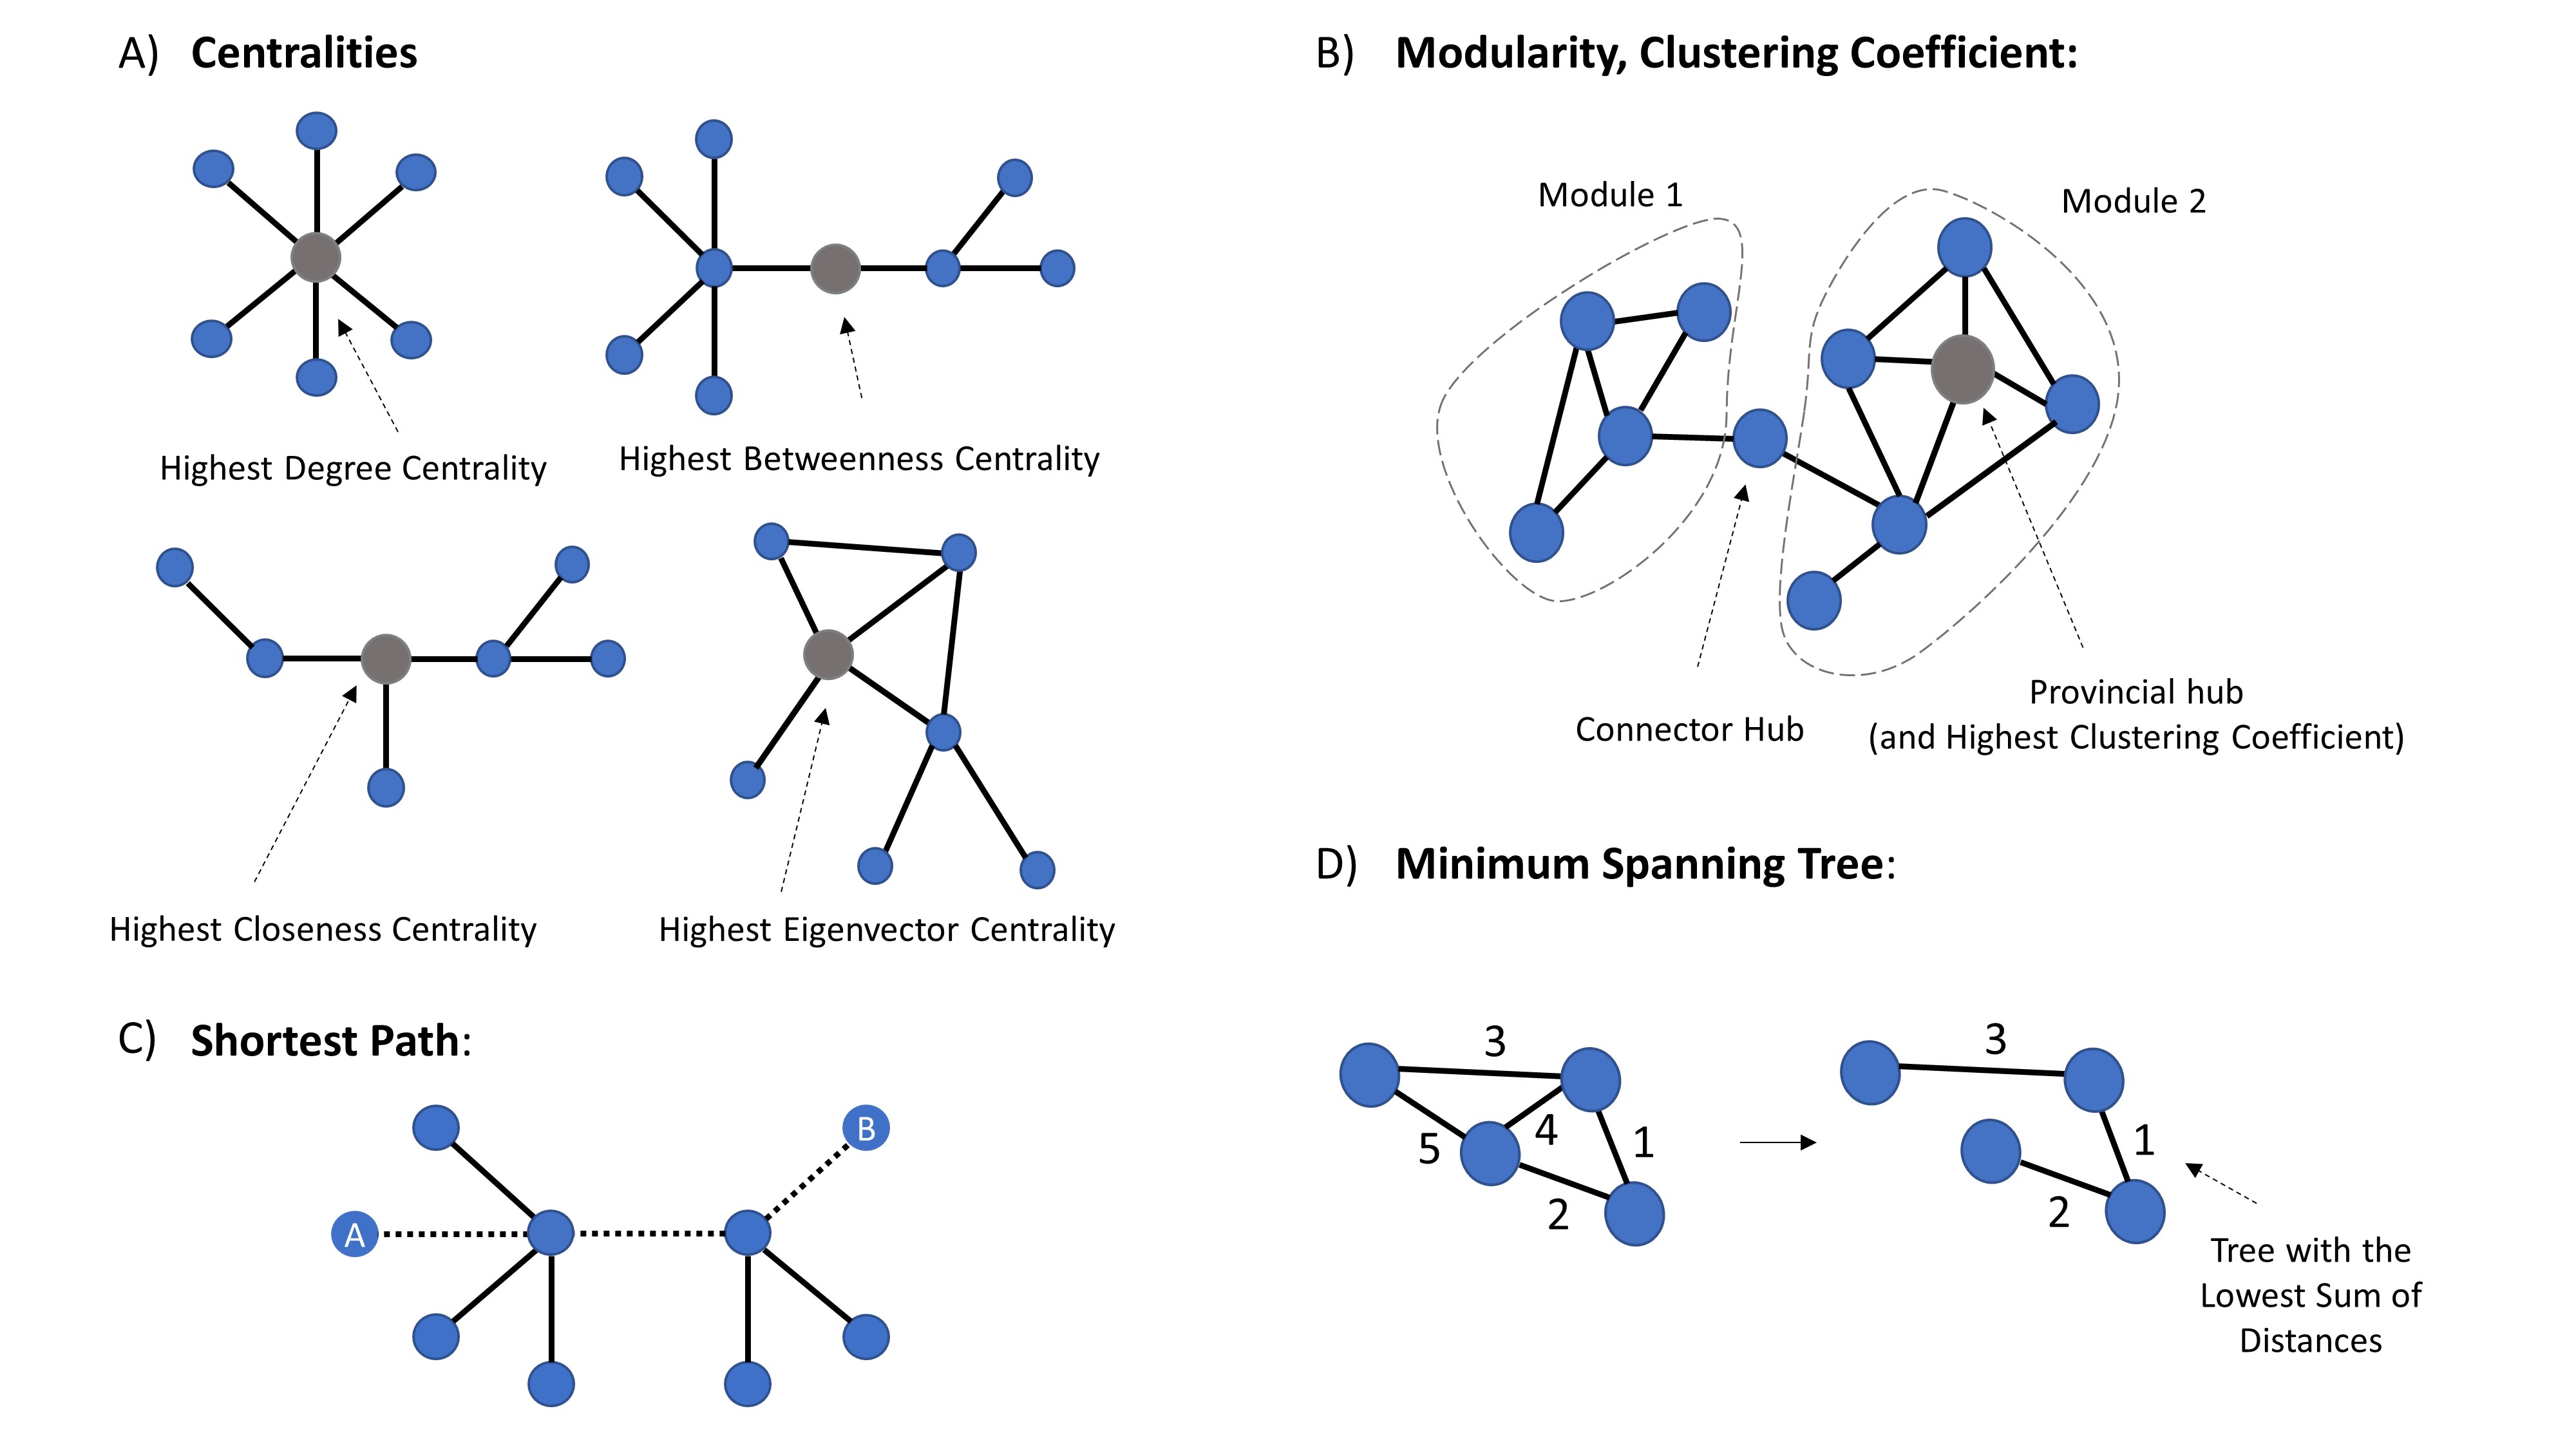 A) Centralities
Highest Degree Centrality
Highest Betweenness Centrality
Highest Closeness Centrality
Highest Eigenvector Centrality
B) Modularity, Clustering Coefficient:
Module 1
Module 2
Connector Hub
Provincial hub
(and Highest Clustering Coefficient)
C) Shortest Path:
B
A
D) Minimum Spanning Tree:
3
5
4
1
2
3
1
2
Tree with the
Lowest Sum of
Distances